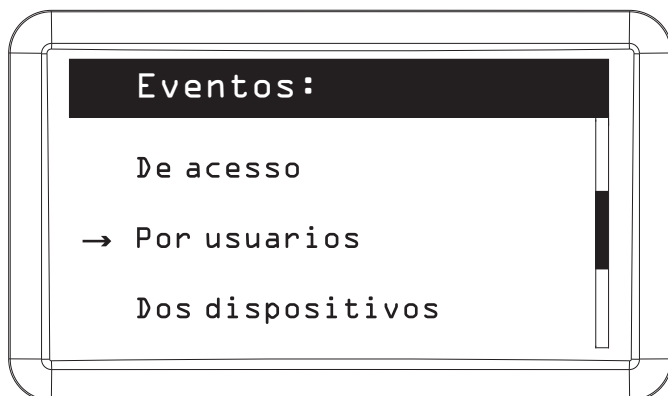 Eventos:
De acesso
→ Por usuarios
Dos dispositivos